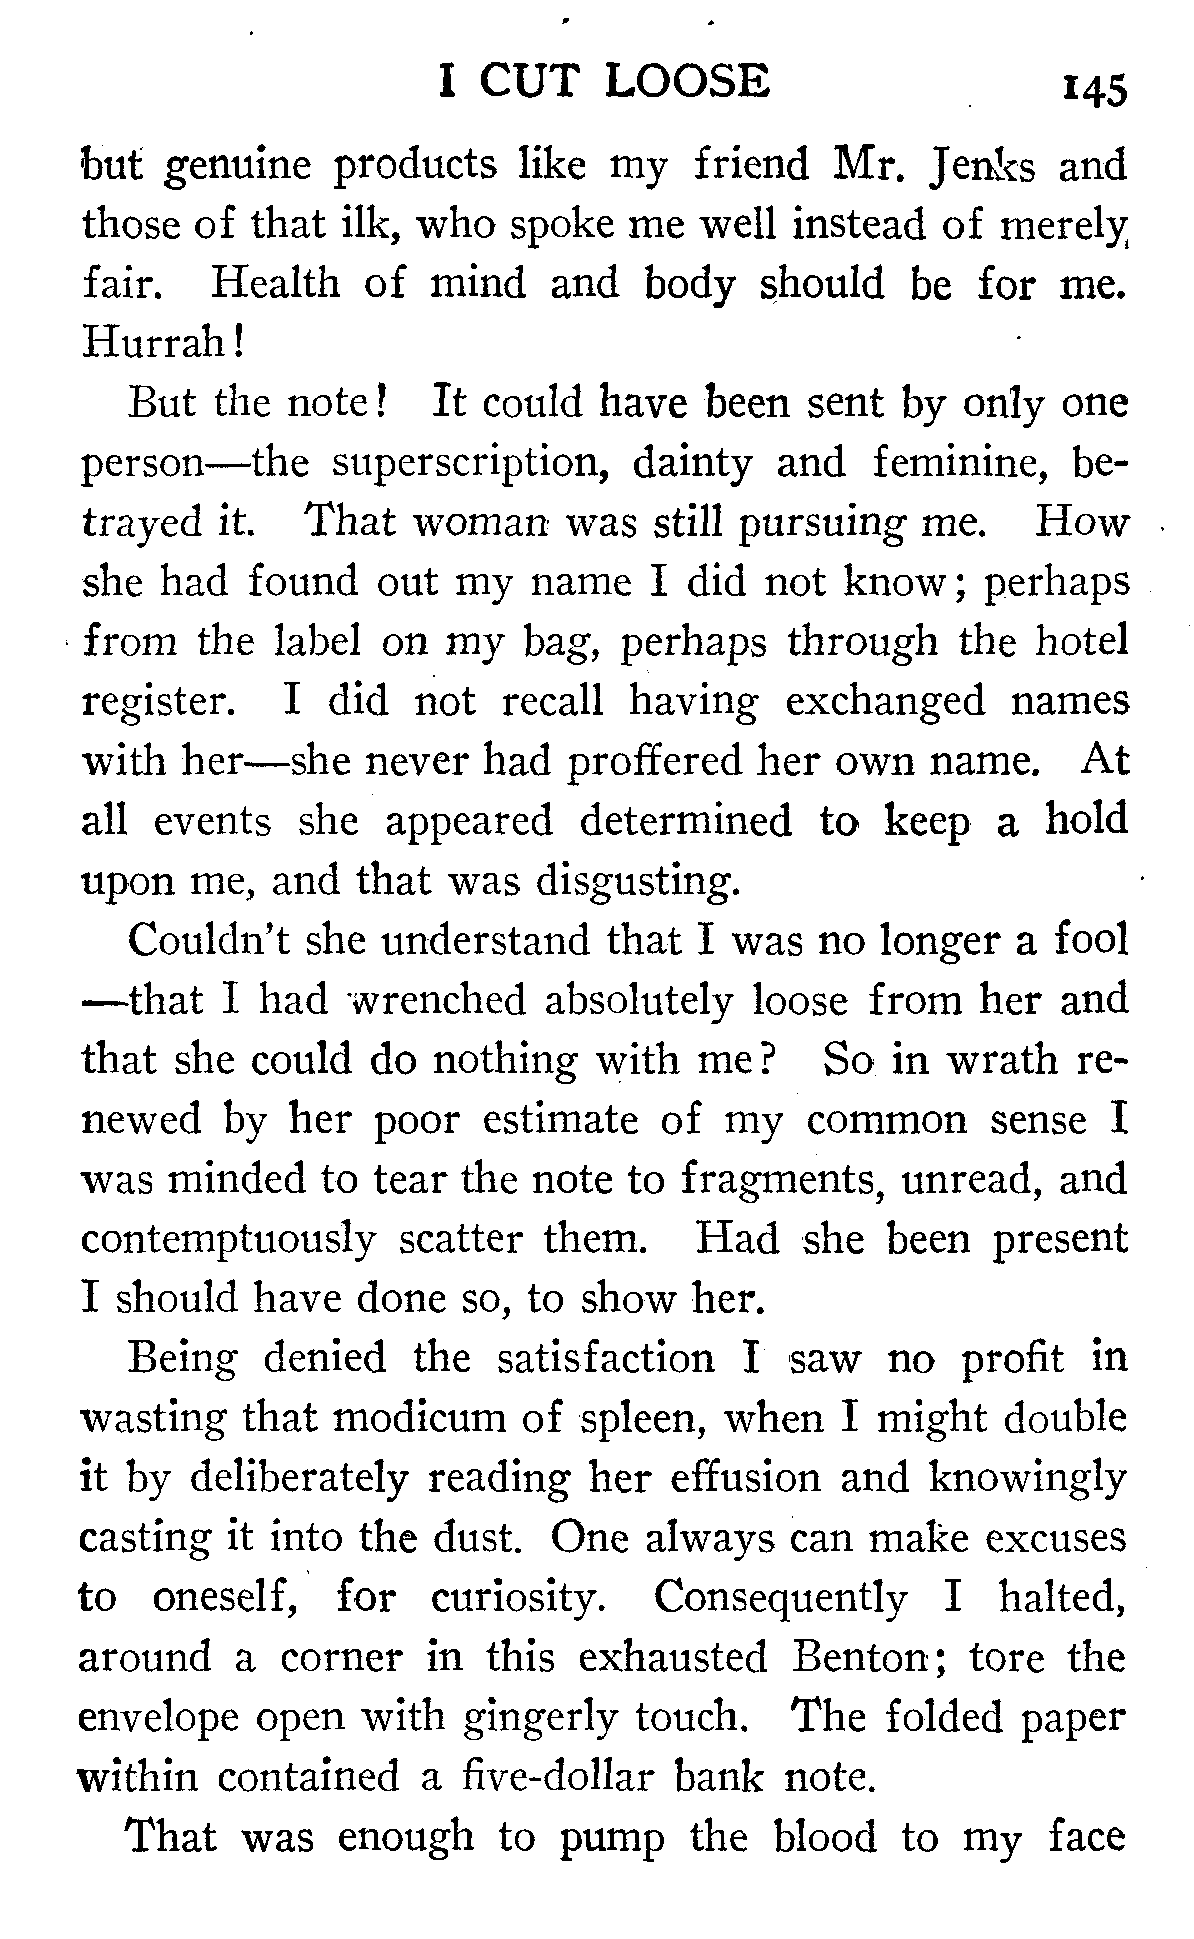 I CUT LOOSE 145
but genuine products like my friend Mr. Jenks and
those of that ilk, who spoke me well instead of merely
fair. Health of mind and body should be for me.
Hurrah!
But the note! It could have been sent by only one
person—the superscription, dainty and feminine, be-
trayed it. That woman was still pursuing me. How
she had found out my name I did not know; perhaps
from the label on my bag, perhaps through the hotel
register. I did not recall having exchanged names
with her—she never had proffered her own name. At
all events she appeared determined to keep a hold
upon me, and that was disgusting.
Couldn't she understand that I was no longer a fool
—that I had wrenched absolutely loose from her and
that she could do nothing with me? So in wrath re-
newed by her poor estimate of my common sense I
was minded to tear the note to fragments, unread, and
contemptuously scatter them. Had she been present
I should have done so, to show her.
Being denied the satisfaction I saw no profit in
wasting that modicum of spleen, when I might double
it by deliberately reading her effusion and knowingly
casting it into the dust. One always can make excuses
to oneself, for curiosity. Consequently I halted,
around a corner in this exhausted Benton; tore the
envelope open with gingerly touch. The folded paper
within contained a five-dollar bank note.
That was enough to pump the blood to my face